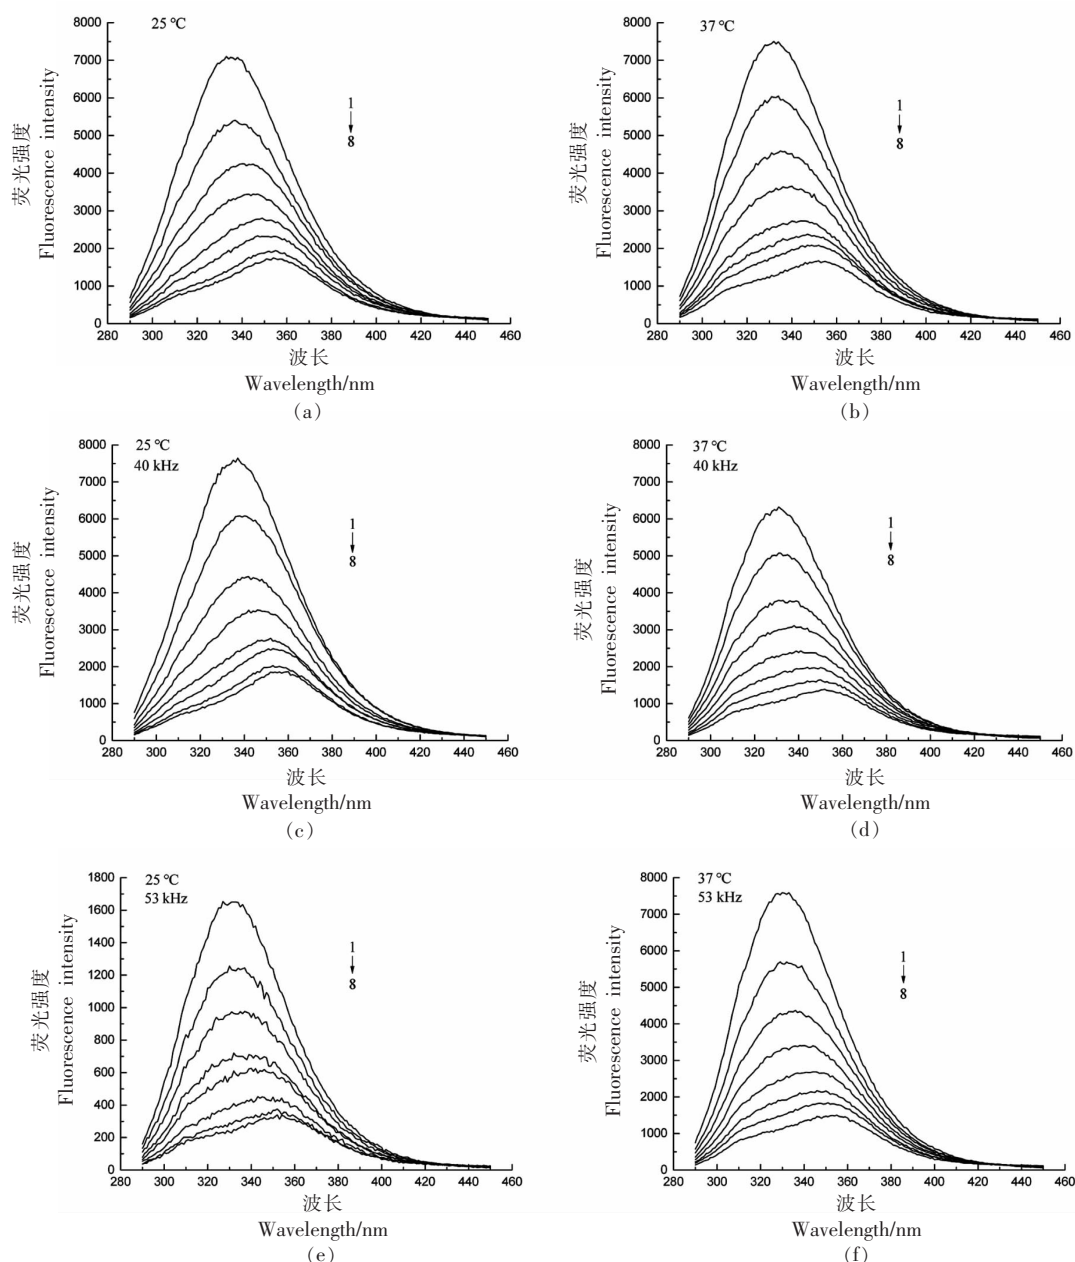 25 ℃
8000
7000
6000
5000
4000
3000
2000
1000
0
荧光强度
Fluorescence intensity
1
8
280 300 320 340 360 380 400 420 440 460
波长
Wavelength/nm
(a)
37 ℃
8000
7000
6000
5000
4000
3000
2000
1000
0
荧光强度
Fluorescence intensity
1
8
280 300 320 340 360 380 400 420 440 460
波长
Wavelength/nm
(b)
25 ℃
40 kHz
8000
7000
6000
5000
4000
3000
2000
1000
0
荧光强度
Fluorescence intensity
1
8
280 300 320 340 360 380 400 420 440 460
波长
Wavelength/nm
(c)
37 ℃
40 kHz
8000
7000
6000
5000
4000
3000
2000
1000
0
荧光强度
Fluorescence intensity
1
8
280 300 320 340 360 380 400 420 440 460
波长
Wavelength/nm
(d)
25 ℃
53 kHz
1800
1600
1400
1200
1000
800
600
400
200
0
荧光强度
Fluorescence intensity
1
8
280 300 320 340 360 380 400 420 440 460
波长
Wavelength/nm
(e)
37 ℃
53 kHz
8000
7000
6000
5000
4000
3000
2000
1000
0
荧光强度
Fluorescence intensity
1
8
280 300 320 340 360 380 400 420 440 460
波长
Wavelength/nm
(f)